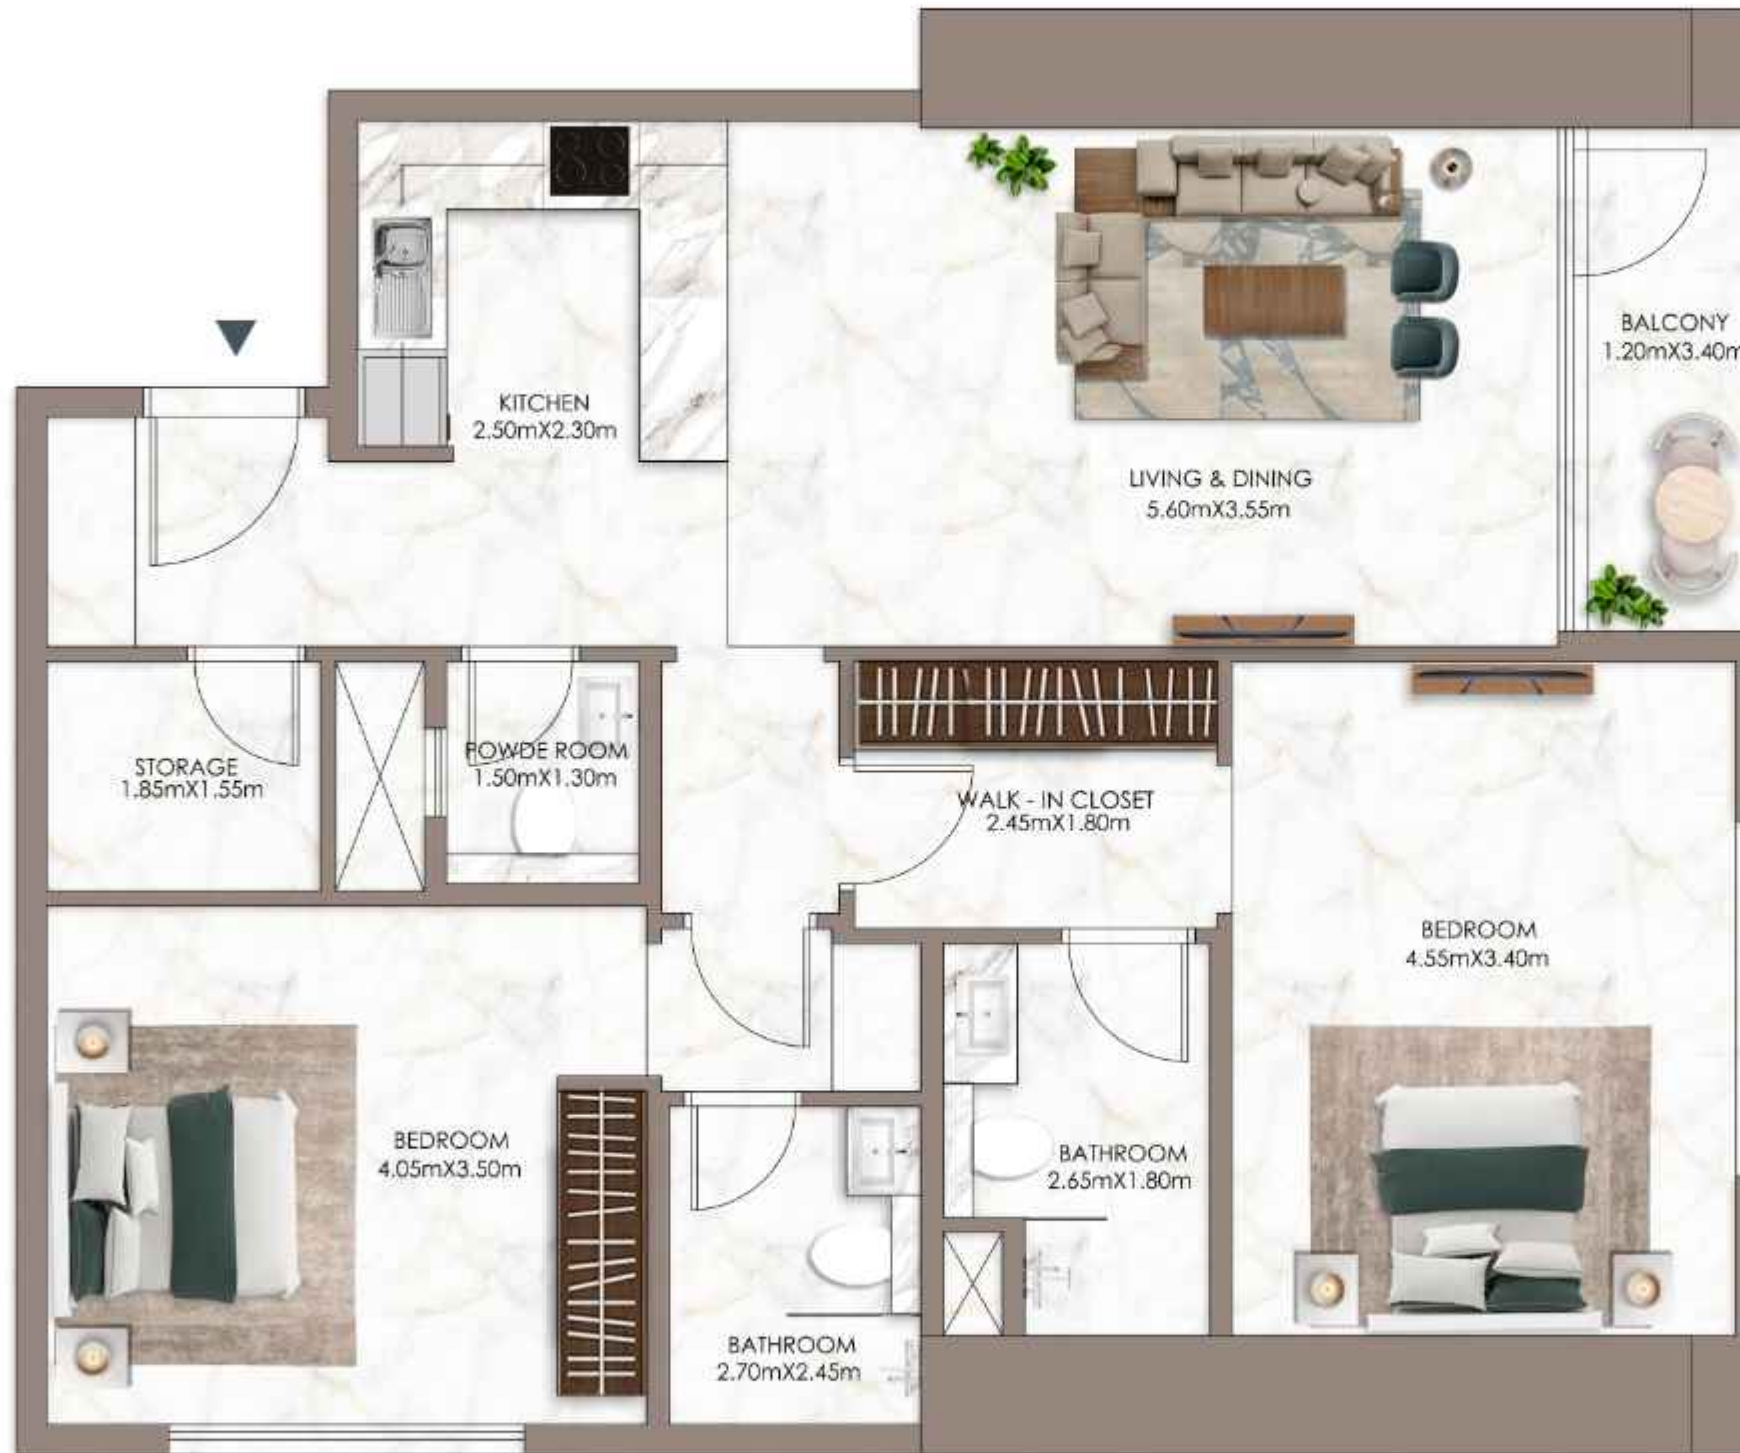 KITCHEN
2.50mX2.30m
BALCONY
1.20mX3.40m
LIVING & DINING
5.60mX3.55m
STORAGE
1.85mX1.55m
POWDE ROOM
1.50mX1.30m
WALK - IN CLOSET
2.45mX1.80m
BEDROOM
4.55mX3.40m
BEDROOM
4.05mX3.50m
BATHROOM
2.65mX1.80m
BATHROOM
2.70mX2.45m